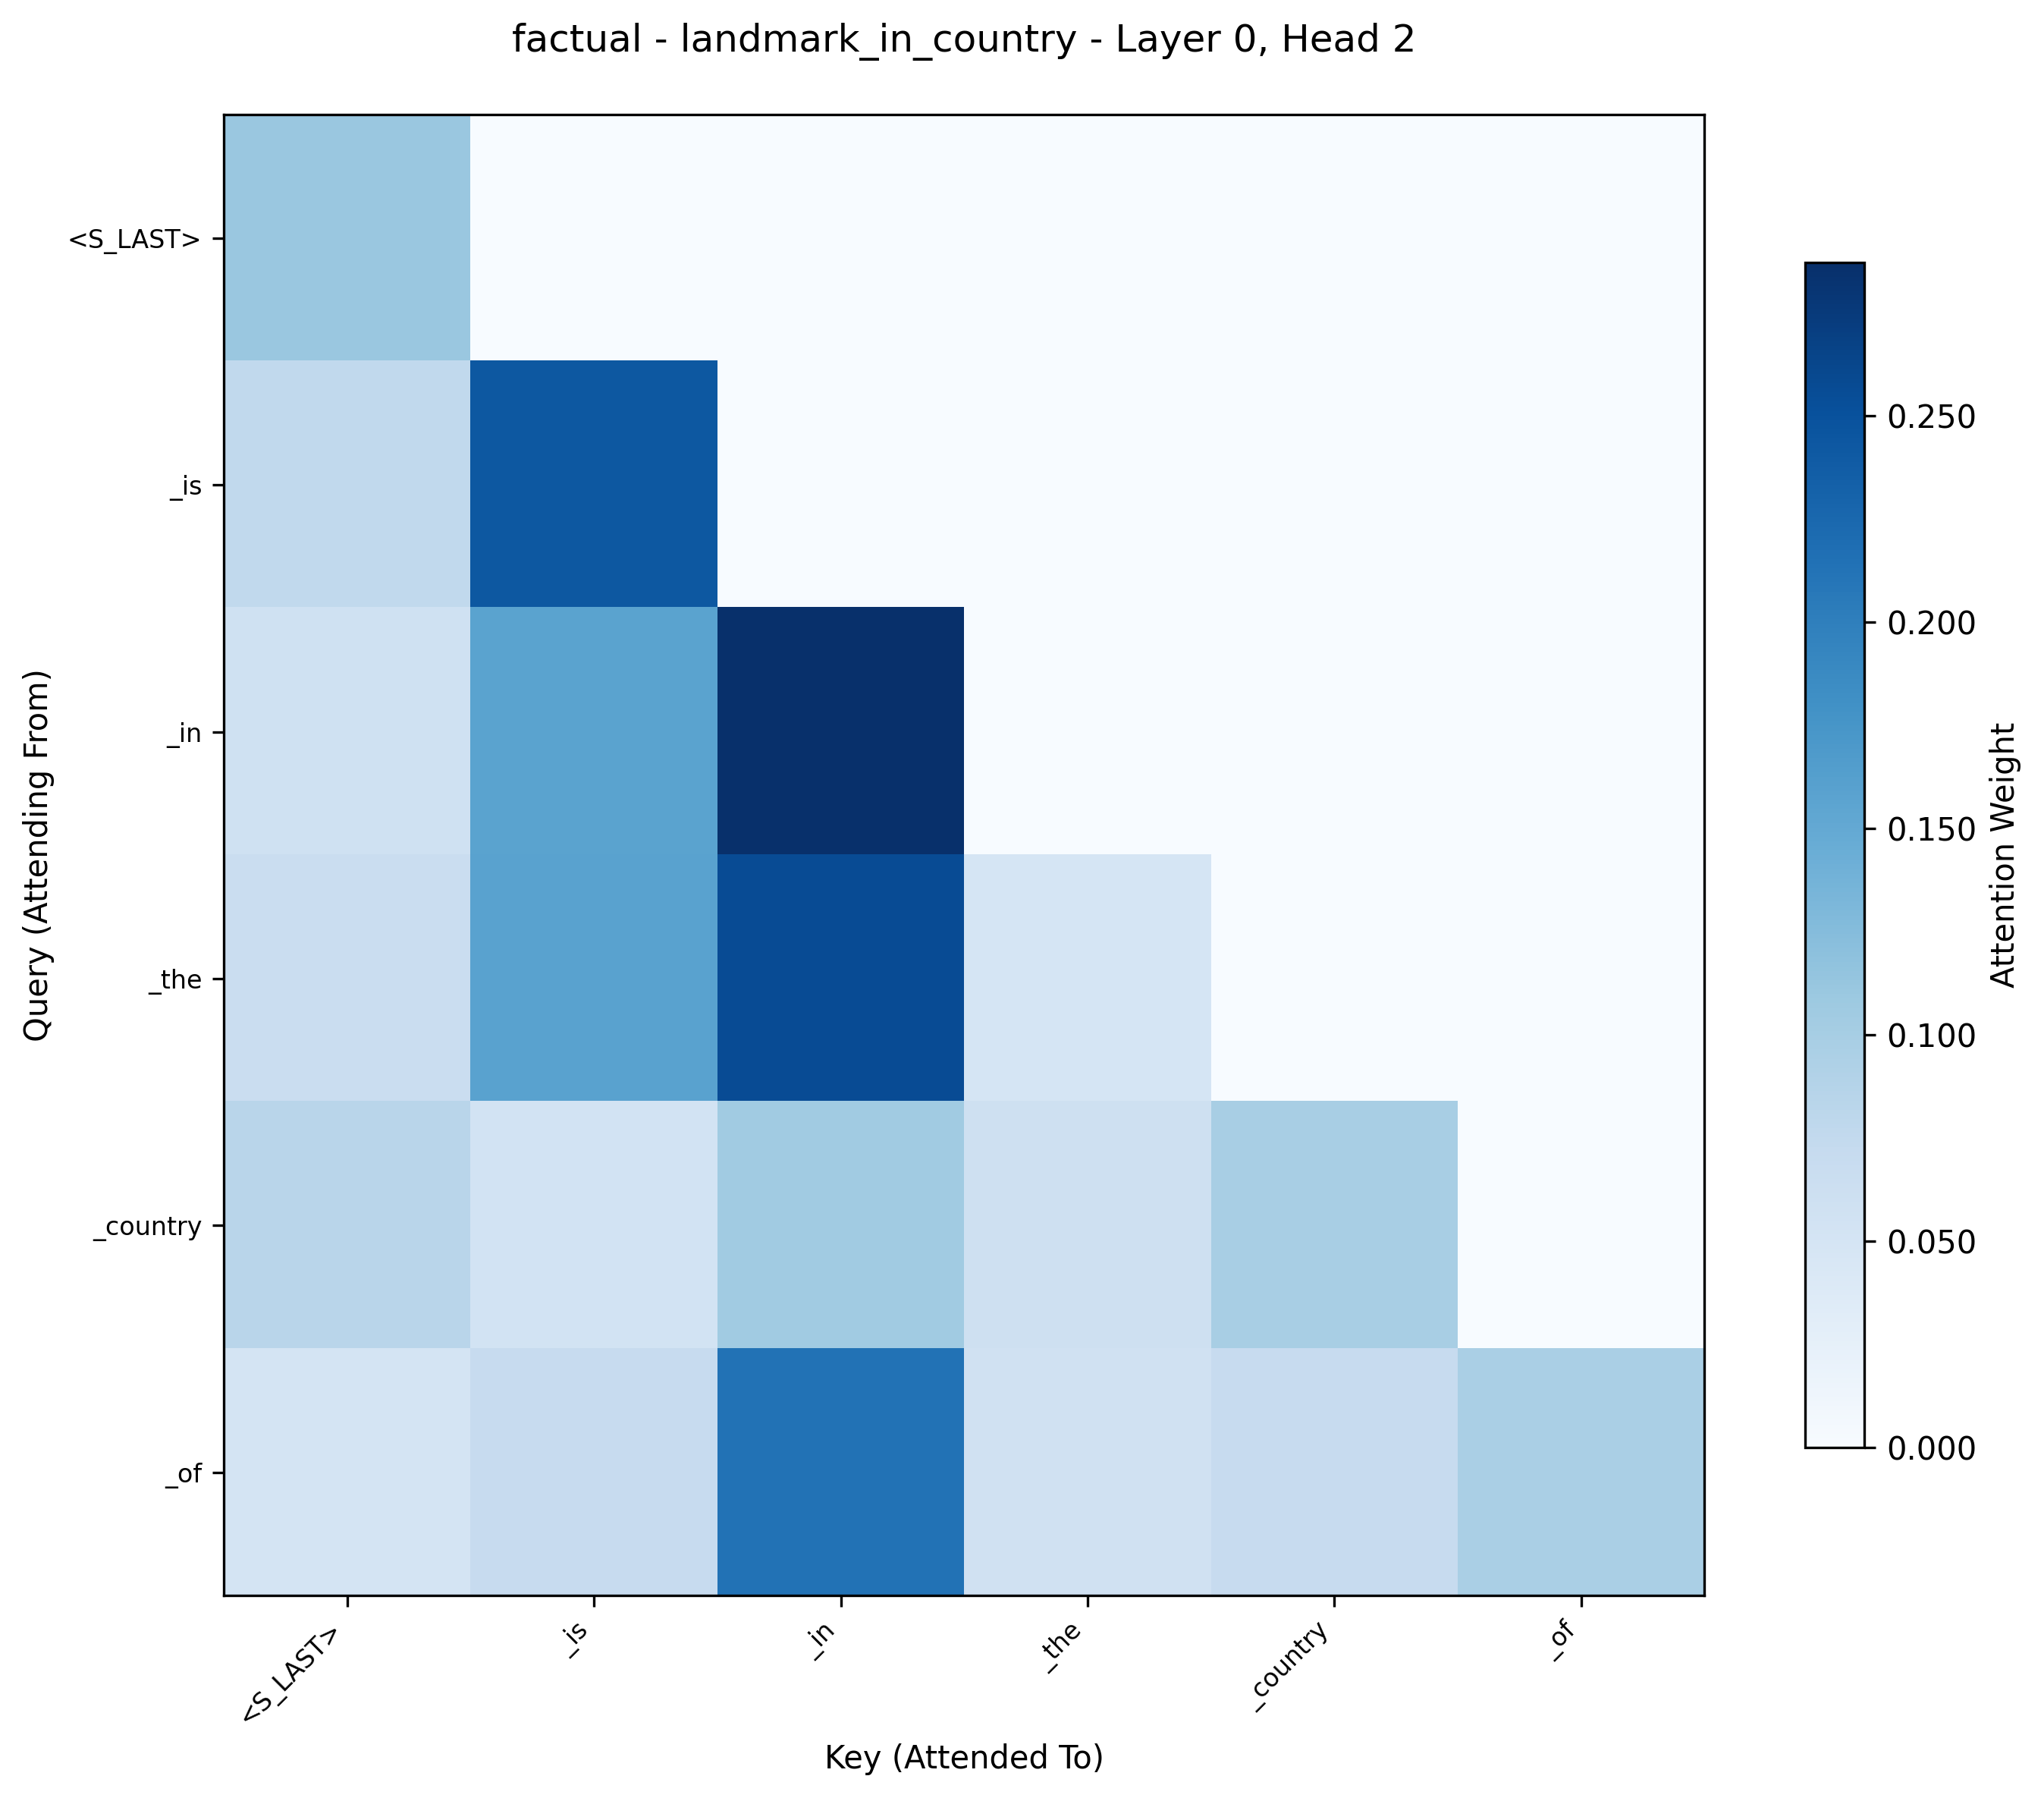 factual - landmark_in_country - Layer 0, Head 2
Query (Attending From)
<S_LAST>
_is
_in
_the
_country
_of
<S_LAST>
_is
_in
_the
_country
_of
Key (Attended To)
0.250
0.200
0.150
0.100
0.050
0.000
Attention Weight